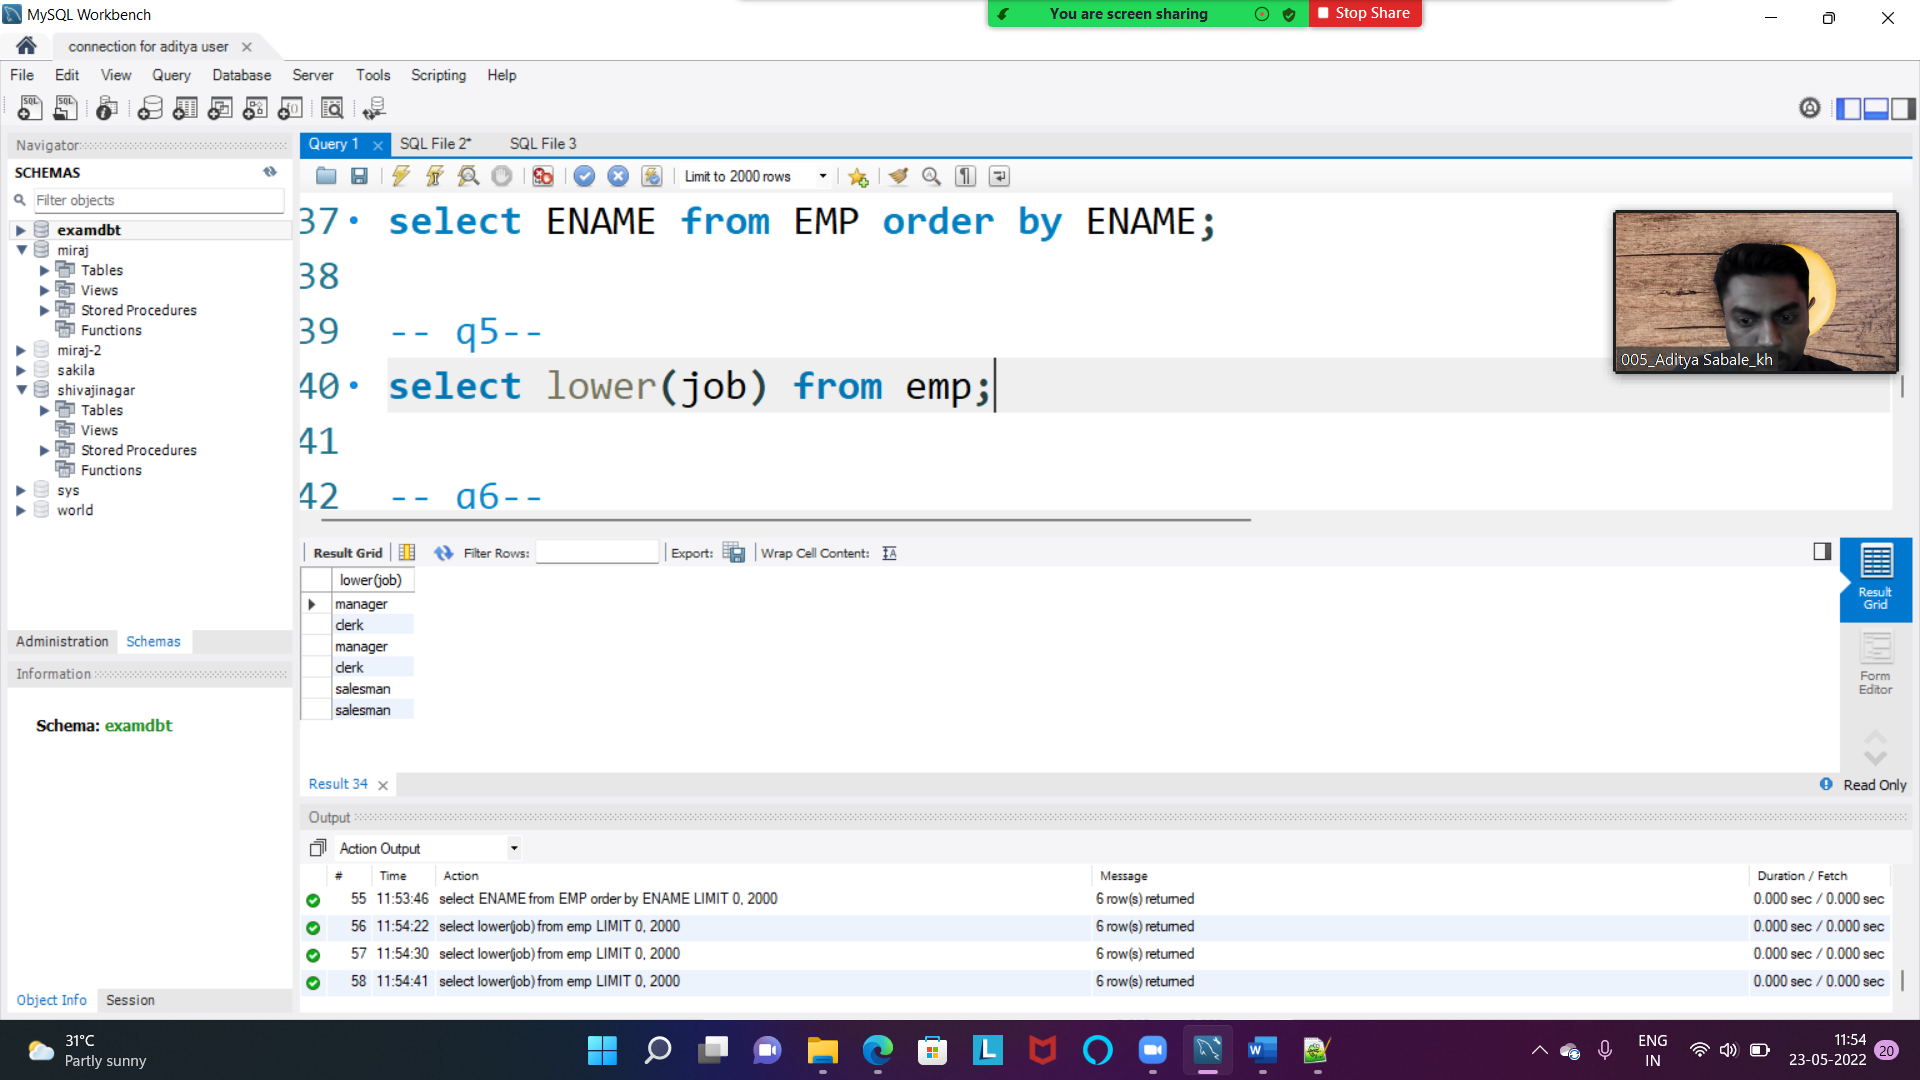 MySQL Workbench
You are screen sharing
Stop Share
connection for aditya user
File Edit View Query Database Server Tools Scripting Help
Navigator
SCHEMAS
Filter objects
examdbt
miraj
Tables
Views
Stored Procedures
Functions
miraj-2
sakila
shivajinagar
Tables
Views
Stored Procedures
Functions
sys
world
Administration Schemas
Information
Schema: examdbt
Object Info Session
Query 1 SQL File 2* SQL File 3
Limit to 2000 rows
37 select ENAME from EMP order by ENAME;
38
39 -- q5--
40 select lower(job) from emp;
41
42 -- q6--
005_Aditya Sabale_kh
Result Grid Filter Rows: Export: Wrap Cell Content:
lower(job)
manager
clerk
manager
clerk
salesman
salesman
Result
Grid
Form
Editor
Result 34
Read Only
Output
Action Output
# Time Action Message Duration / Fetch
55 11:53:46 select ENAME from EMP order by ENAME LIMIT 0, 2000 6 row(s) returned 0.000 sec / 0.000 sec
56 11:54:22 select lower(job) from emp LIMIT 0, 2000 6 row(s) returned 0.000 sec / 0.000 sec
57 11:54:30 select lower(job) from emp LIMIT 0, 2000 6 row(s) returned 0.000 sec / 0.000 sec
58 11:54:41 select lower(job) from emp LIMIT 0, 2000 6 row(s) returned 0.000 sec / 0.000 sec
31°C
Partly sunny
ENG
IN
11:54
23-05-2022
20